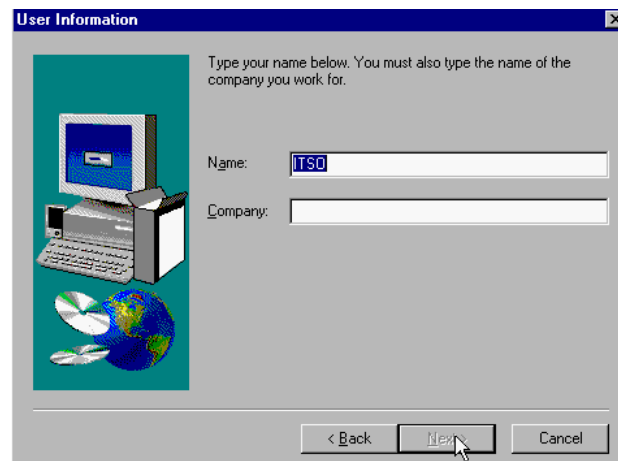 User Information
Type your name below. You must also type the name of the
company you work for.
Name: ITSO
Company:
< Back Next > Cancel